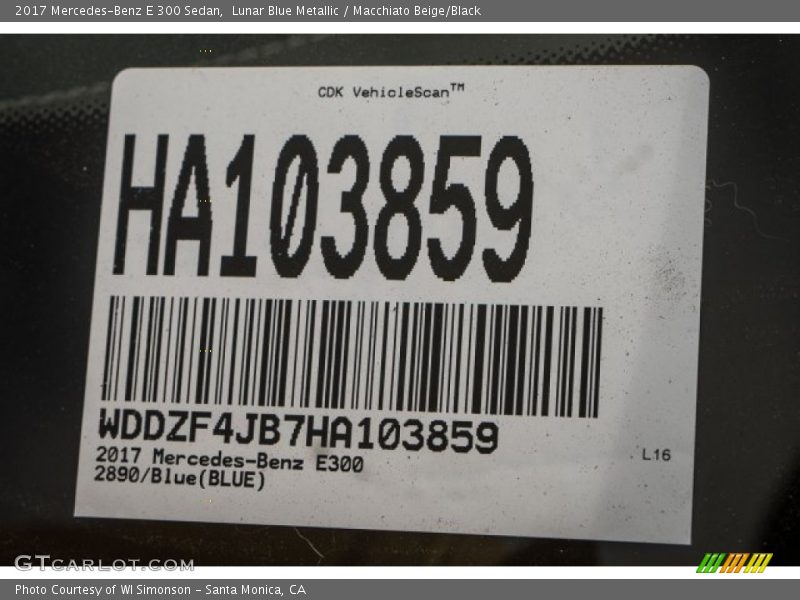 2017 Mercedes-Benz E 300 Sedan,  Lunar Blue Metallic / Macchiato Beige/Black
CDK VehicleScan™
HA103859
WDDZF4JB7HA103859
2017 Mercedes-Benz E300
2890/Blue(BLUE)
L16
GTCARLOT.COM
Photo Courtesy of WI Simonson - Santa Monica, CA